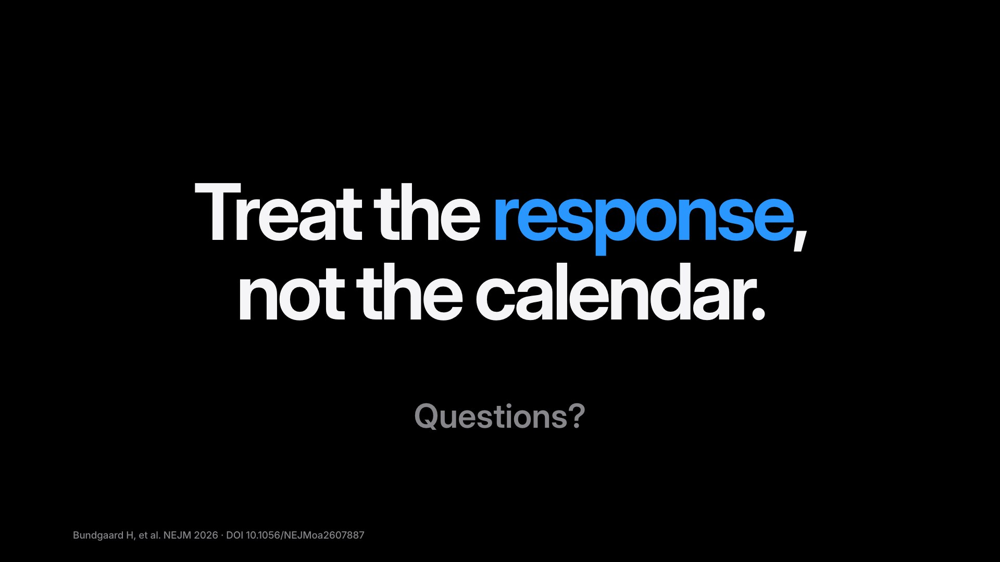 Treat the response,
not the calendar.
Questions?
Bundgaard H, et al. NEJM 2026 · DOI 10.1056/NEJMoa2607887